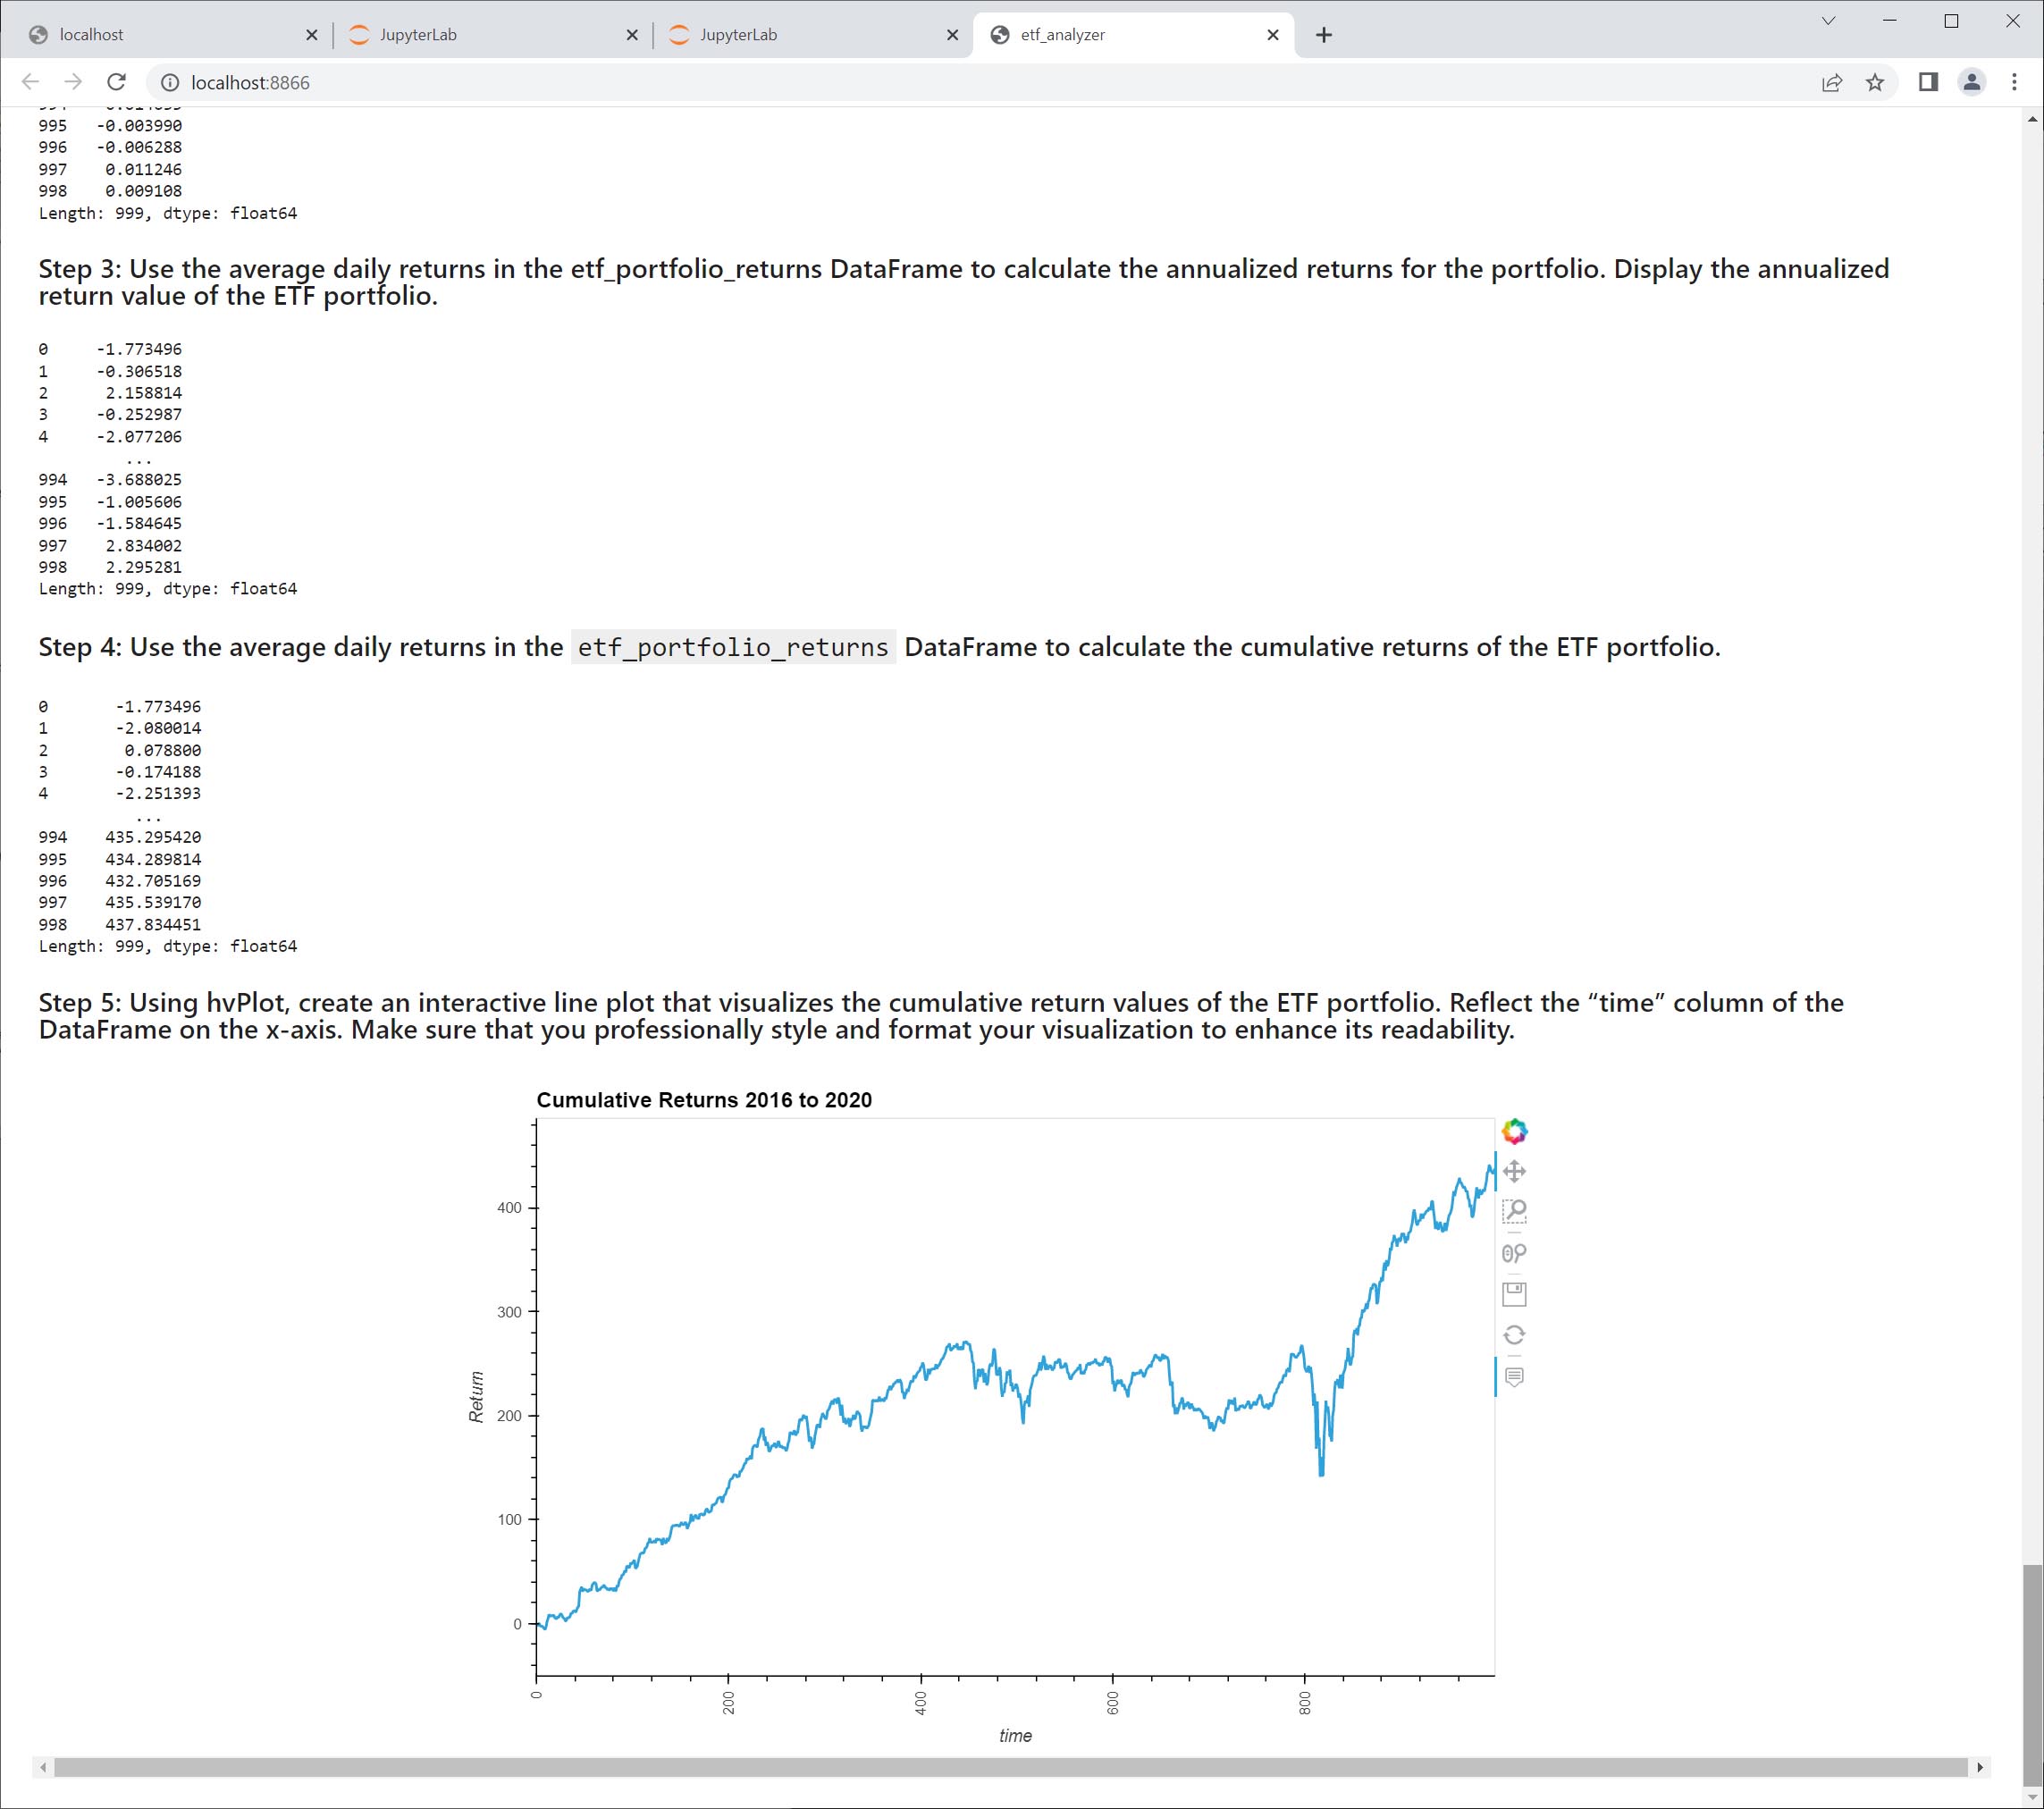 localhost
JupyterLab
JupyterLab
etf_analyzer
localhost:8866
995 -0.003990
996 -0.006288
997 0.011246
998 0.009108
Length: 999, dtype: float64
Step 3: Use the average daily returns in the etf_portfolio_returns DataFrame to calculate the annualized returns for the portfolio. Display the annualized
return value of the ETF portfolio.
0 -1.773496
1 -0.306518
2 2.158814
3 -0.252987
4 -2.077206
...
994 -3.688025
995 -1.005606
996 -1.584645
997 2.834002
998 2.295281
Length: 999, dtype: float64
Step 4: Use the average daily returns in the etf_portfolio_returns DataFrame to calculate the cumulative returns of the ETF portfolio.
0 -1.773496
1 -2.080014
2 0.078800
3 -0.174188
4 -2.251393
...
994 435.295420
995 434.289814
996 432.705169
997 435.539170
998 437.834451
Length: 999, dtype: float64
Step 5: Using hvPlot, create an interactive line plot that visualizes the cumulative return values of the ETF portfolio. Reflect the “time” column of the
DataFrame on the x-axis. Make sure that you professionally style and format your visualization to enhance its readability.
Cumulative Returns 2016 to 2020
400
300
200
100
0
Return
0
200
400
600
800
time